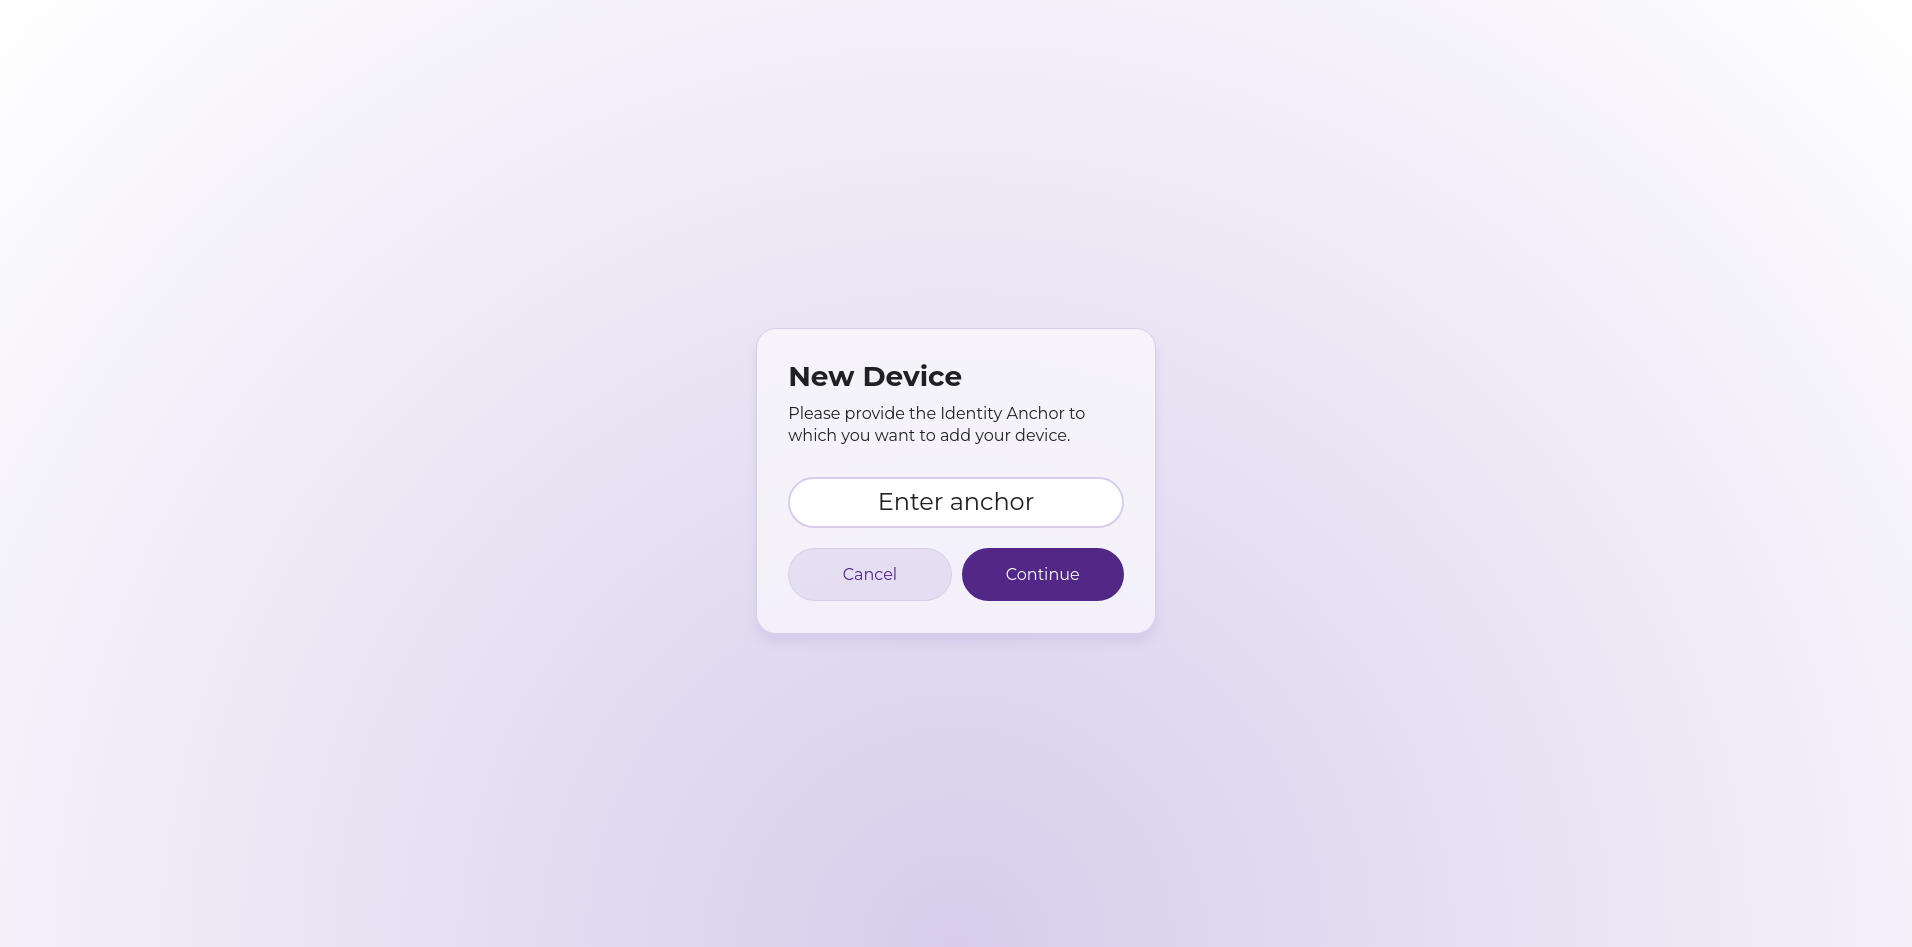 New Device
Please provide the Identity Anchor to
which you want to add your device.
Enter anchor
Cancel
Continue